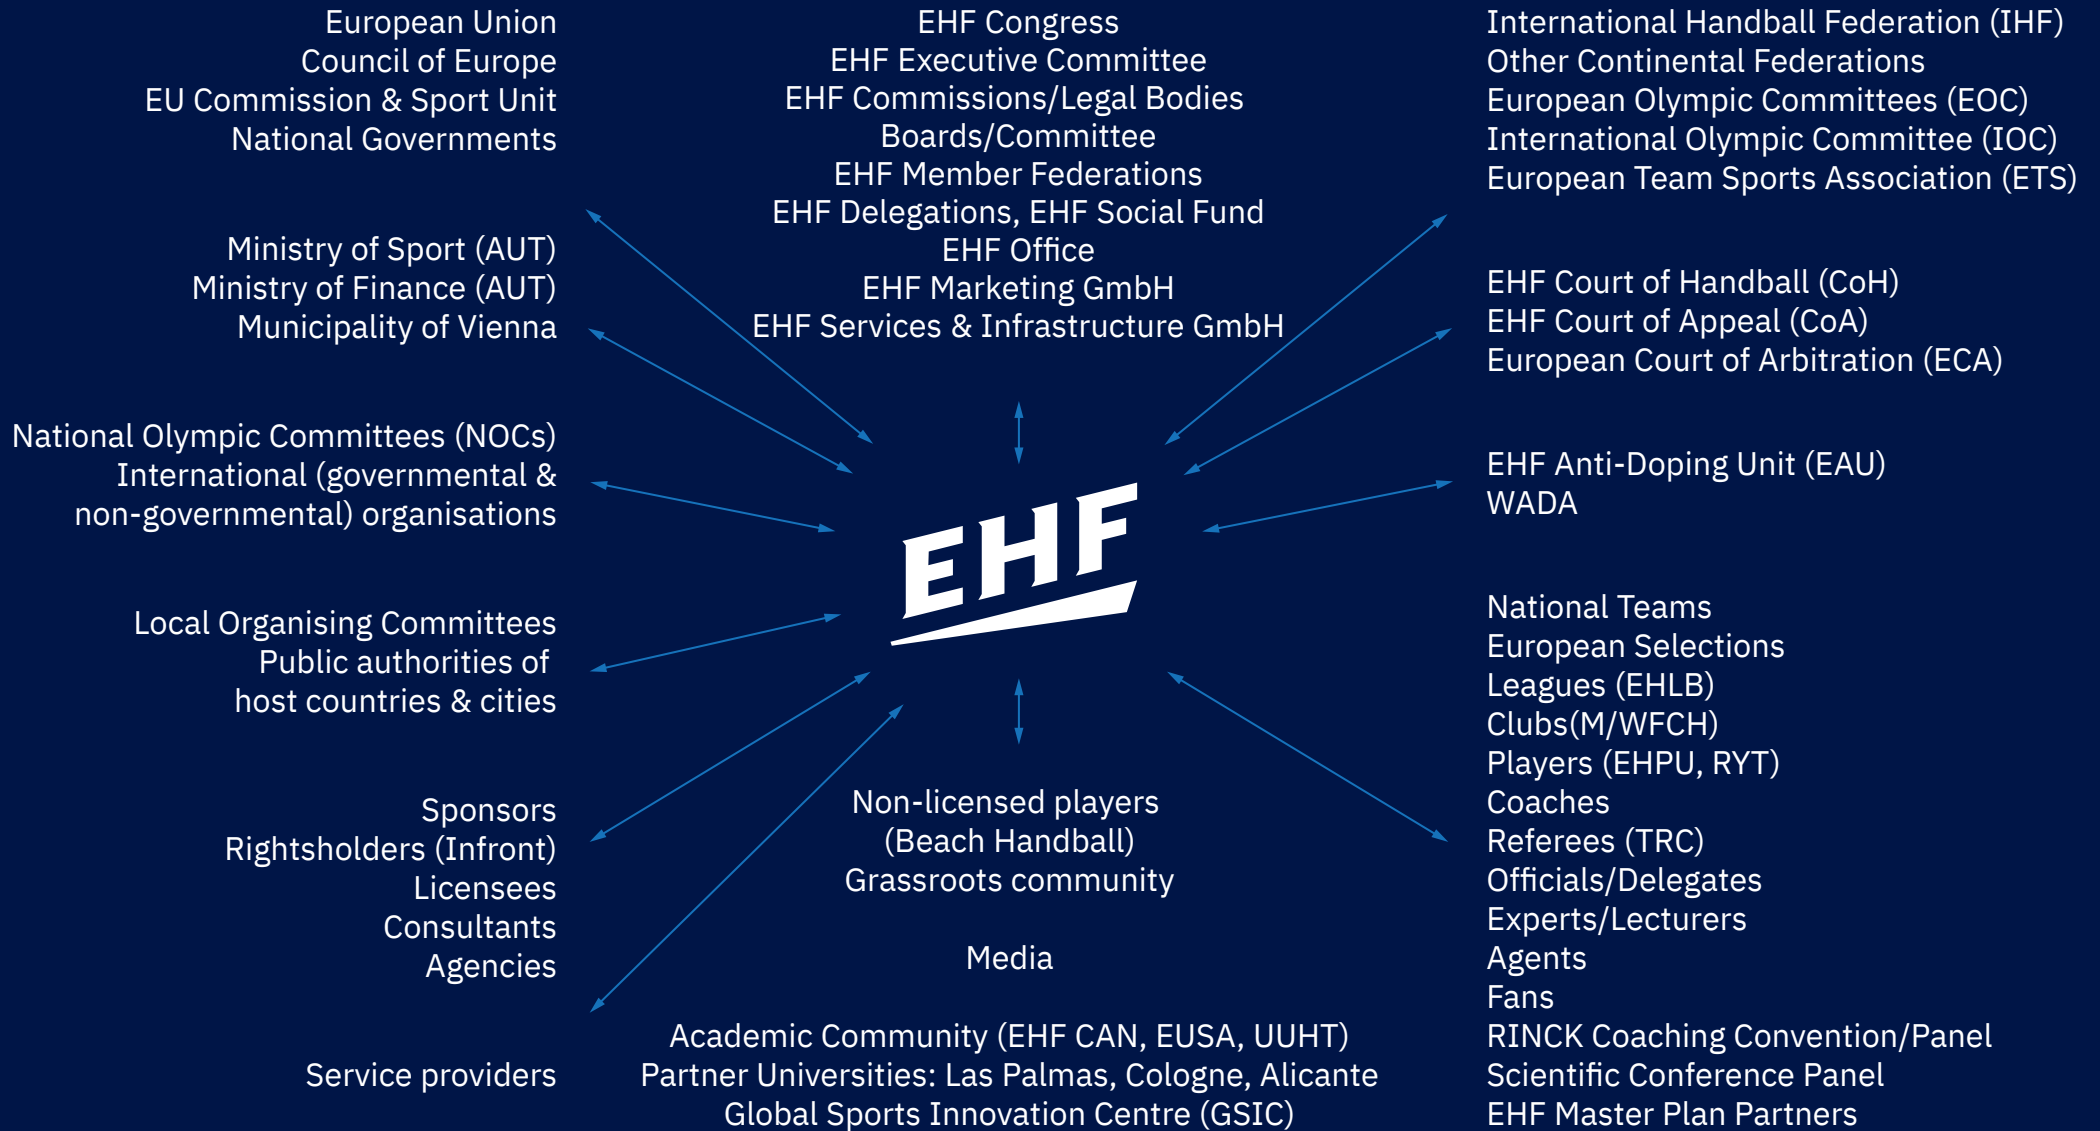 European Union
Council of Europe
EU Commission & Sport Unit
National Governments
Ministry of Sport (AUT)
Ministry of Finance (AUT)
Municipality of Vienna
National Olympic Committees (NOCs)
International (governmental &
non-governmental) organisations
Local Organising Committees
Public authorities of
host countries & cities
Sponsors
Rightsholders (Infront)
Licensees
Consultants
Agencies
Service providers
EHF Congress
EHF Executive Committee
EHF Commissions/Legal Bodies
Boards/Committee
EHF Member Federations
EHF Delegations, EHF Social Fund
EHF Office
EHF Marketing GmbH
EHF Services & Infrastructure GmbH
EHF
Non-licensed players
(Beach Handball)
Grassroots community
Media
Academic Community (EHF CAN, EUSA, UUHT)
Partner Universities: Las Palmas, Cologne, Alicante
Global Sports Innovation Centre (GSIC)
International Handball Federation (IHF)
Other Continental Federations
European Olympic Committees (EOC)
International Olympic Committee (IOC)
European Team Sports Association (ETS)
EHF Court of Handball (CoH)
EHF Court of Appeal (CoA)
European Court of Arbitration (ECA)
EHF Anti-Doping Unit (EAU)
WADA
National Teams
European Selections
Leagues (EHLB)
Clubs(M/WFCH)
Players (EHPU, RYT)
Coaches
Referees (TRC)
Officials/Delegates
Experts/Lecturers
Agents
Fans
RINCK Coaching Convention/Panel
Scientific Conference Panel
EHF Master Plan Partners